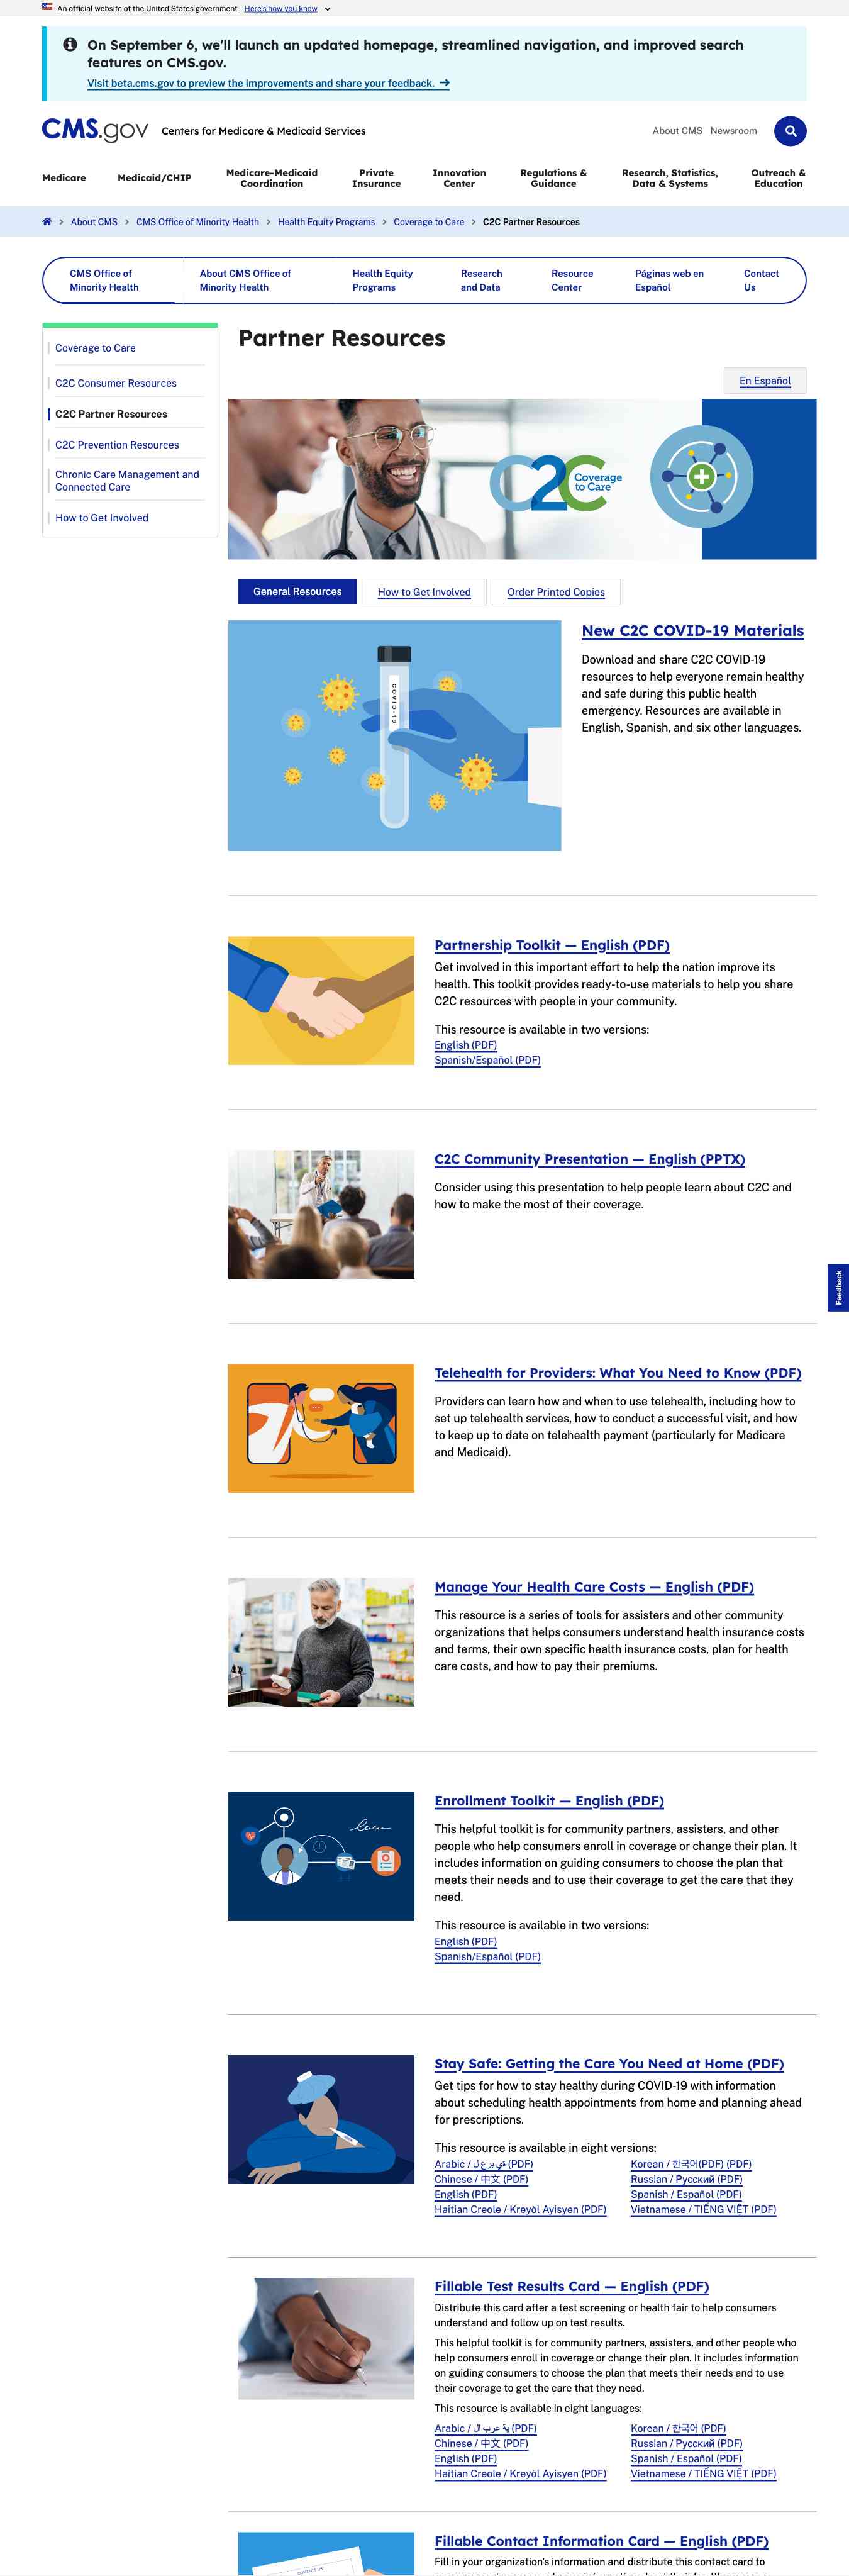 An official website of the United States government Here's how you know
On September 6, we'll launch an updated homepage, streamlined navigation, and improved search
features on CMS.gov.
Visit beta.cms.gov to preview the improvements and share your feedback. →
CMS.gov Centers for Medicare & Medicaid Services
About CMS Newsroom
Medicare
Medicaid/CHIP
Medicare-Medicaid
Coordination
Private
Insurance
Innovation
Center
Regulations &
Guidance
Research, Statistics,
Data & Systems
Outreach &
Education
About CMS > CMS Office of Minority Health > Health Equity Programs > Coverage to Care > C2C Partner Resources
CMS Office of
Minority Health
About CMS Office of
Minority Health
Health Equity
Programs
Research
and Data
Resource
Center
Páginas web en
Español
Contact
Us
Coverage to Care
C2C Consumer Resources
C2C Partner Resources
C2C Prevention Resources
Chronic Care Management and
Connected Care
How to Get Involved
Partner Resources
En Español
C2C Coverage
to Care
General Resources
How to Get Involved
Order Printed Copies
COVID-19
New C2C COVID-19 Materials
Download and share C2C COVID-19
resources to help everyone remain healthy
and safe during this public health
emergency. Resources are available in
English, Spanish, and six other languages.
Partnership Toolkit — English (PDF)
Get involved in this important effort to help the nation improve its
health. This toolkit provides ready-to-use materials to help you share
C2C resources with people in your community.
This resource is available in two versions:
English (PDF)
Spanish/Español (PDF)
C2C Community Presentation — English (PPTX)
Consider using this presentation to help people learn about C2C and
how to make the most of their coverage.
Feedback
Telehealth for Providers: What You Need to Know (PDF)
Providers can learn how and when to use telehealth, including how to
set up telehealth services, how to conduct a successful visit, and how
to keep up to date on telehealth payment (particularly for Medicare
and Medicaid).
Manage Your Health Care Costs — English (PDF)
This resource is a series of tools for assisters and other community
organizations that helps consumers understand health insurance costs
and terms, their own specific health insurance costs, plan for health
care costs, and how to pay their premiums.
Enrollment Toolkit — English (PDF)
This helpful toolkit is for community partners, assisters, and other
people who help consumers enroll in coverage or change their plan. It
includes information on guiding consumers to choose the plan that
meets their needs and to use their coverage to get the care that they
need.
This resource is available in two versions:
English (PDF)
Spanish/Español (PDF)
Stay Safe: Getting the Care You Need at Home (PDF)
Get tips for how to stay healthy during COVID-19 with information
about scheduling health appointments from home and planning ahead
for prescriptions.
This resource is available in eight versions:
Arabic / (PDF)
Chinese / 中文 (PDF)
English (PDF)
Haitian Creole / Kreyòl Ayisyen (PDF)
Korean / 한국어(PDF) (PDF)
Russian / Русский (PDF)
Spanish / Español (PDF)
Vietnamese / TIẾNG VIỆT (PDF)
Fillable Test Results Card — English (PDF)
Distribute this card after a test screening or health fair to help consumers
understand and follow up on test results.
This helpful toolkit is for community partners, assisters, and other people who
help consumers enroll in coverage or change their plan. It includes information
on guiding consumers to choose the plan that meets their needs and to use
their coverage to get the care that they need.
This resource is available in eight languages:
Arabic / (PDF)
Chinese / 中文 (PDF)
English (PDF)
Haitian Creole / Kreyòl Ayisyen (PDF)
Korean / 한국어 (PDF)
Russian / Русский (PDF)
Spanish / Español (PDF)
Vietnamese / TIẾNG VIỆT (PDF)
CONTACT US
Fillable Contact Information Card — English (PDF)
Fill in your organization's information and distribute this contact card to